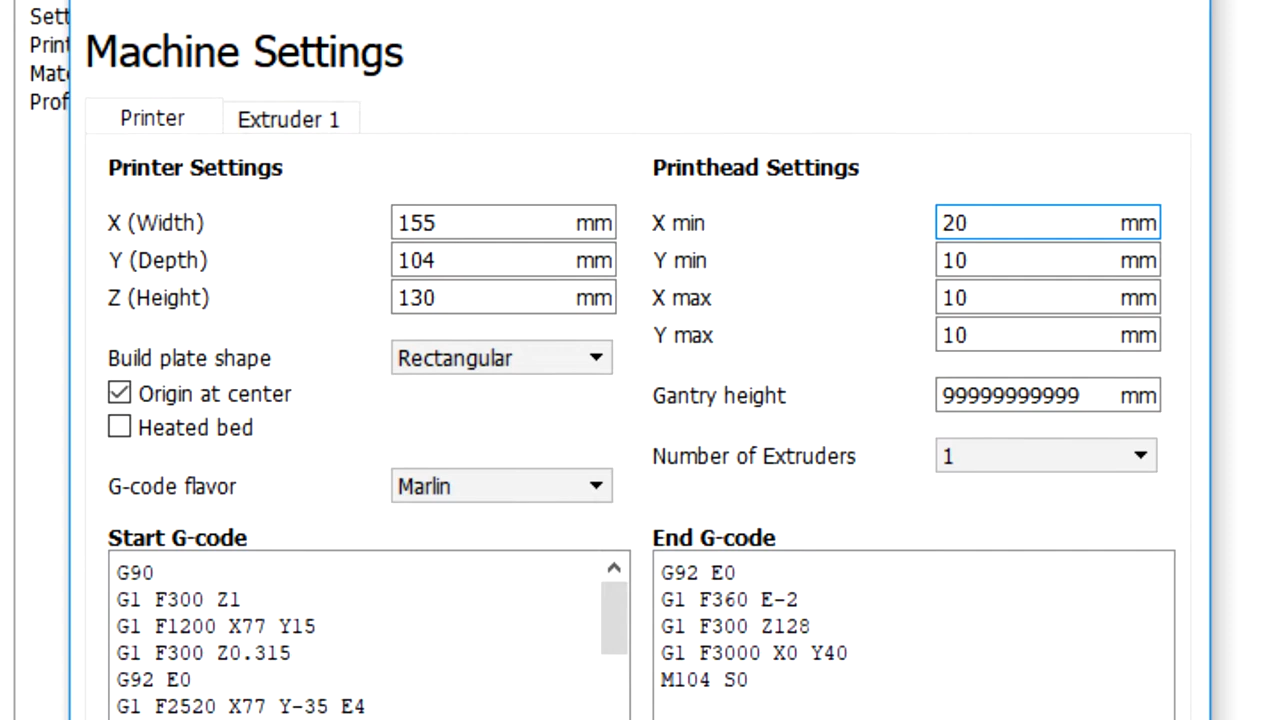 Sett
Print
Mate
Prof
Machine Settings
Printer
Extruder 1
Printer Settings
X (Width) 155 mm
Y (Depth) 104 mm
Z (Height) 130 mm
Build plate shape Rectangular
Origin at center
Heated bed
G-code flavor Marlin
Start G-code
G90
G1 F300 Z1
G1 F1200 X77 Y15
G1 F300 Z0.315
G92 E0
G1 F2520 X77 Y-35 E4
Printhead Settings
X min 20 mm
Y min 10 mm
X max 10 mm
Y max 10 mm
Gantry height 99999999999 mm
Number of Extruders 1
End G-code
G92 E0
G1 F360 E-2
G1 F300 Z128
G1 F3000 X0 Y40
M104 S0